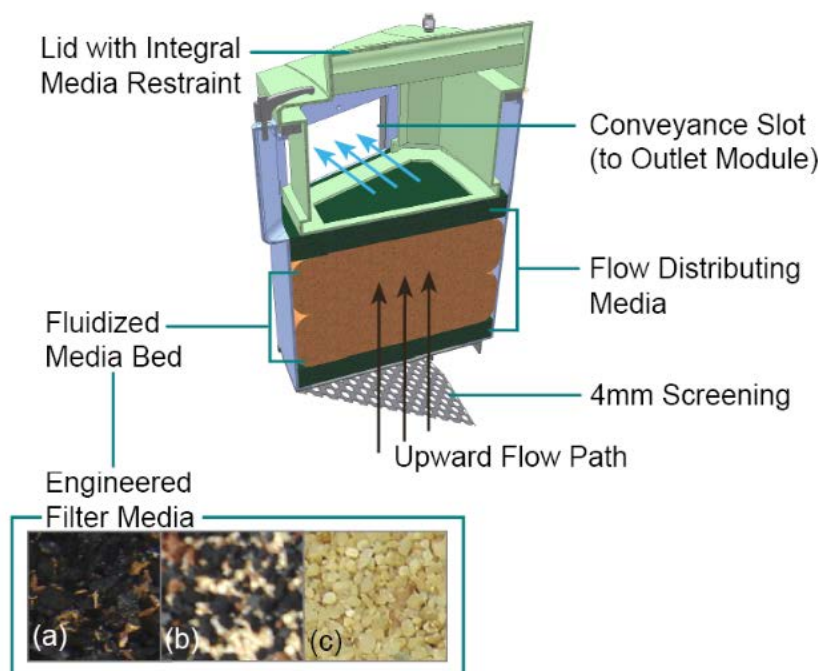 Lid with Integral
Media Restraint
Conveyance Slot
(to Outlet Module)
Flow Distributing
Media
Fluidized
Media Bed
4mm Screening
Upward Flow Path
Engineered
Filter Media
(a)
(b)
(c)